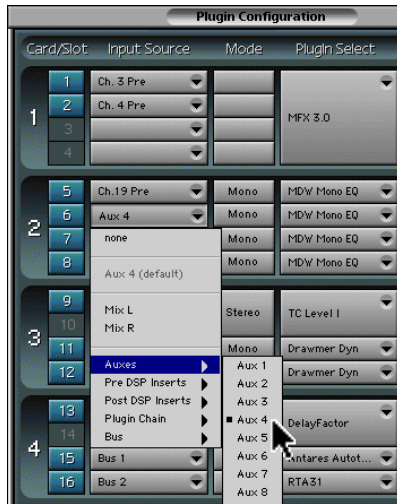 Plugin Configuration
Card/Slot Input Source Mode Plugin Select
1
1 Ch. 3 Pre
2 Ch. 4 Pre
3
4
MFX 3.0
2
5 Ch.19 Pre Mono MDW Mono EQ
6 Aux 4 Mono MDW Mono EQ
7 Mono MDW Mono EQ
8 Mono MDW Mono EQ
none
Aux 4 (default)
Mix L
Mix R
Auxes
Pre DSP Inserts
Post DSP Inserts
Plugin Chain
Bus
Aux 1
Aux 2
Aux 3
Aux 4
Aux 5
Aux 6
Aux 7
Aux 8
3
9 Stereo TC Level I
10
11 Mono Drawmer Dyn
12 Drawmer Dyn
4
13 DelayFactor
14
15 Bus 1 Antares Autot...
16 Bus 2 RTA31